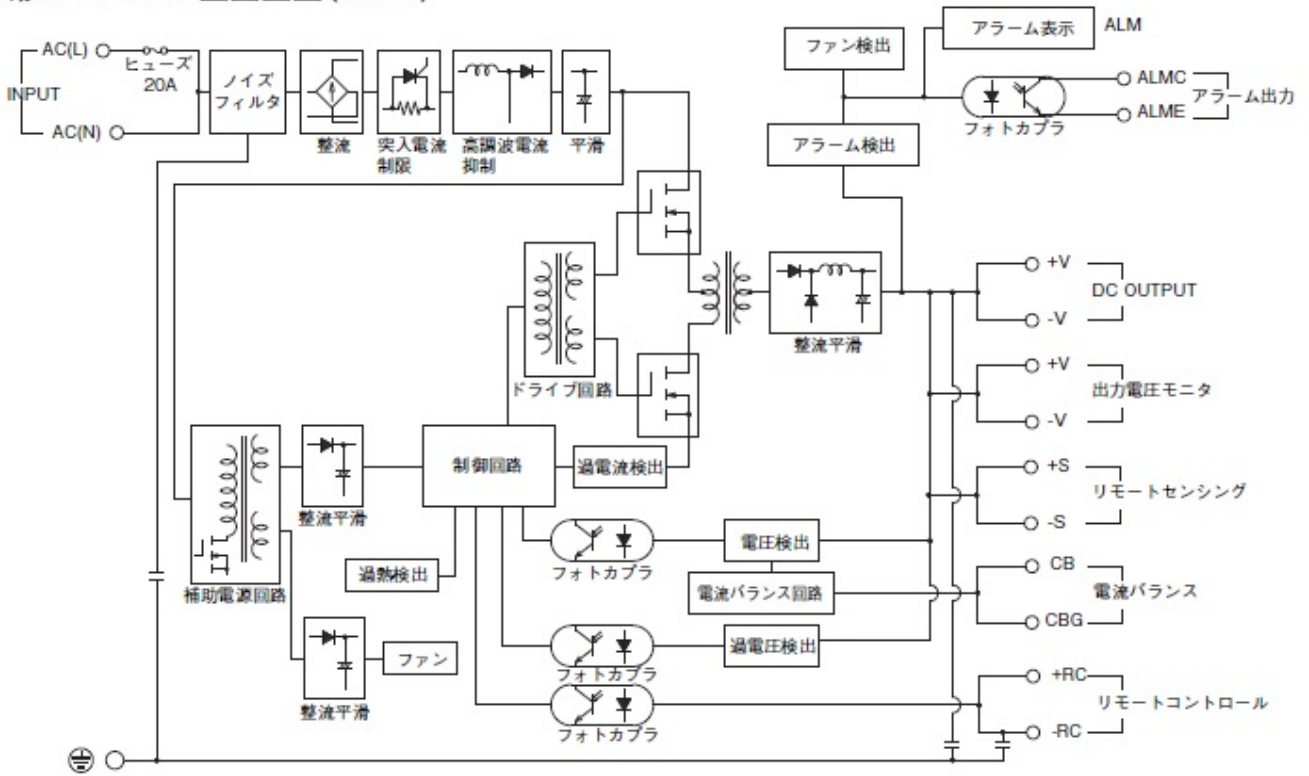 アラーム表示 ALM
ファン検出
AC(L)
ヒューズ
20A
INPUT
AC(N)
ノイズ
フィルタ
整流
突入電流
制限
高調波電流
抑制
平滑
ALMC
ALME
アラーム出力
フォトカプラ
アラーム検出
+V
-V
DC OUTPUT
整流平滑
ドライブ回路
+V
-V
出力電圧モニタ
制御回路
過電流検出
+S
-S
リモートセンシング
整流平滑
過熱検出
補助電源回路
フォトカプラ
電圧検出
電流バランス回路
CB
CBG
電流バランス
ファン
整流平滑
フォトカプラ
過電圧検出
フォトカプラ
+RC
-RC
リモートコントロール